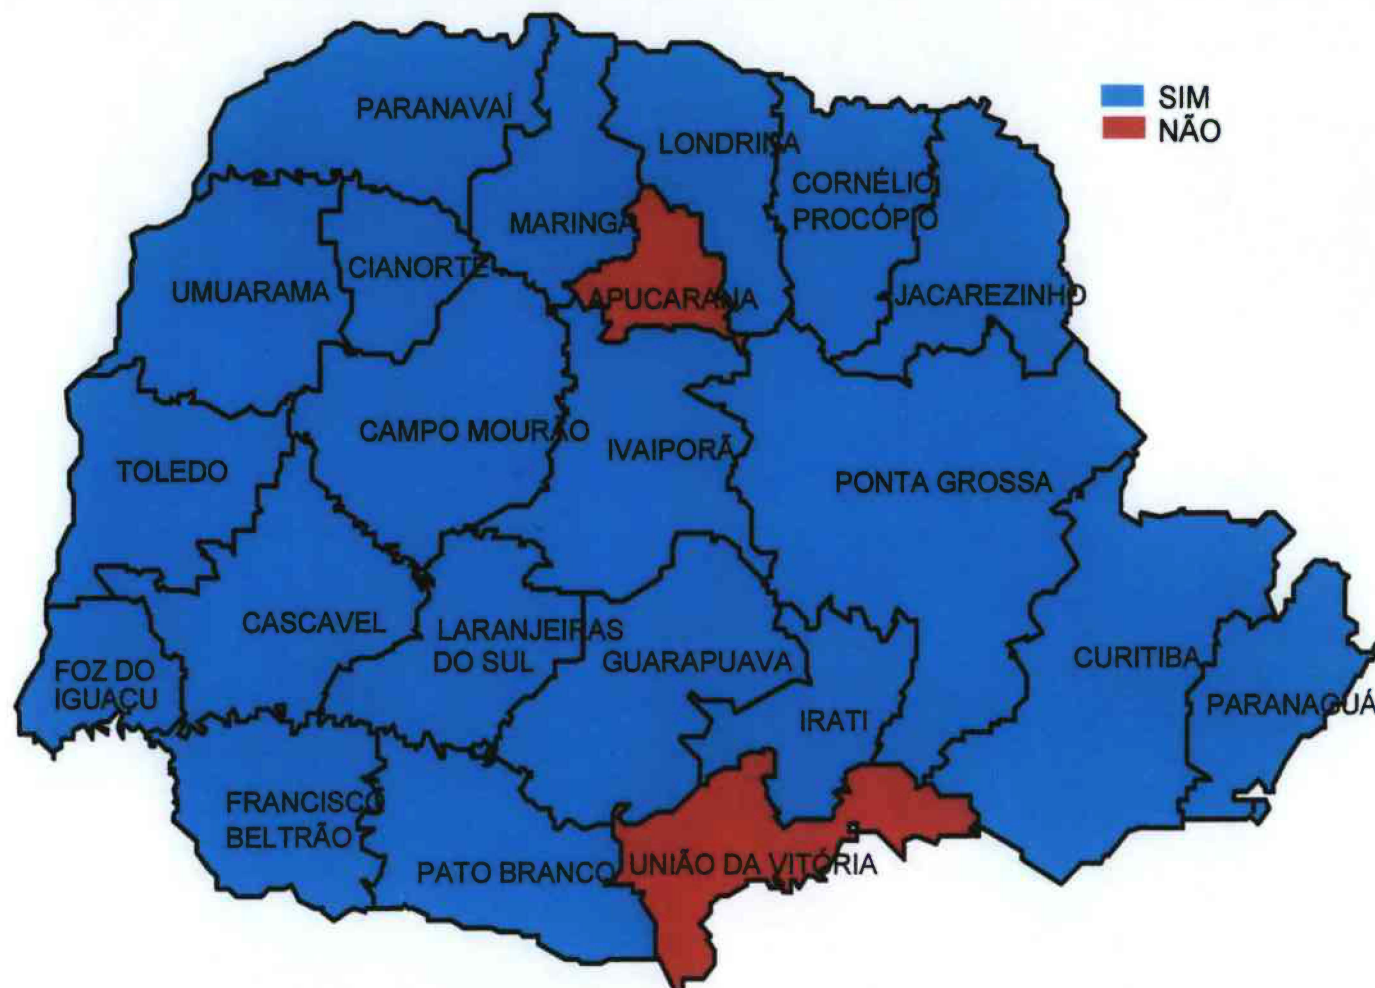 SIM
NÃO
PARANAVAÍ
LONDRINA
CORNÉLIO
PROCÓPIO
MARINGÁ
CIANORTE
UMUARAMA
APUCARANA
JACAREZINHO
CAMPO MOURÃO
IVAIPORÃ
TOLEDO
PONTA GROSSA
CASCAVEL
LARANJEIRAS
DO SUL
GUARAPUAVA
CURITIBA
FOZ DO
IGUAÇU
IRATI
PARANAGUÁ
FRANCISCO
BELTRÃO
PATO BRANCO
UNIÃO DA VITÓRIA